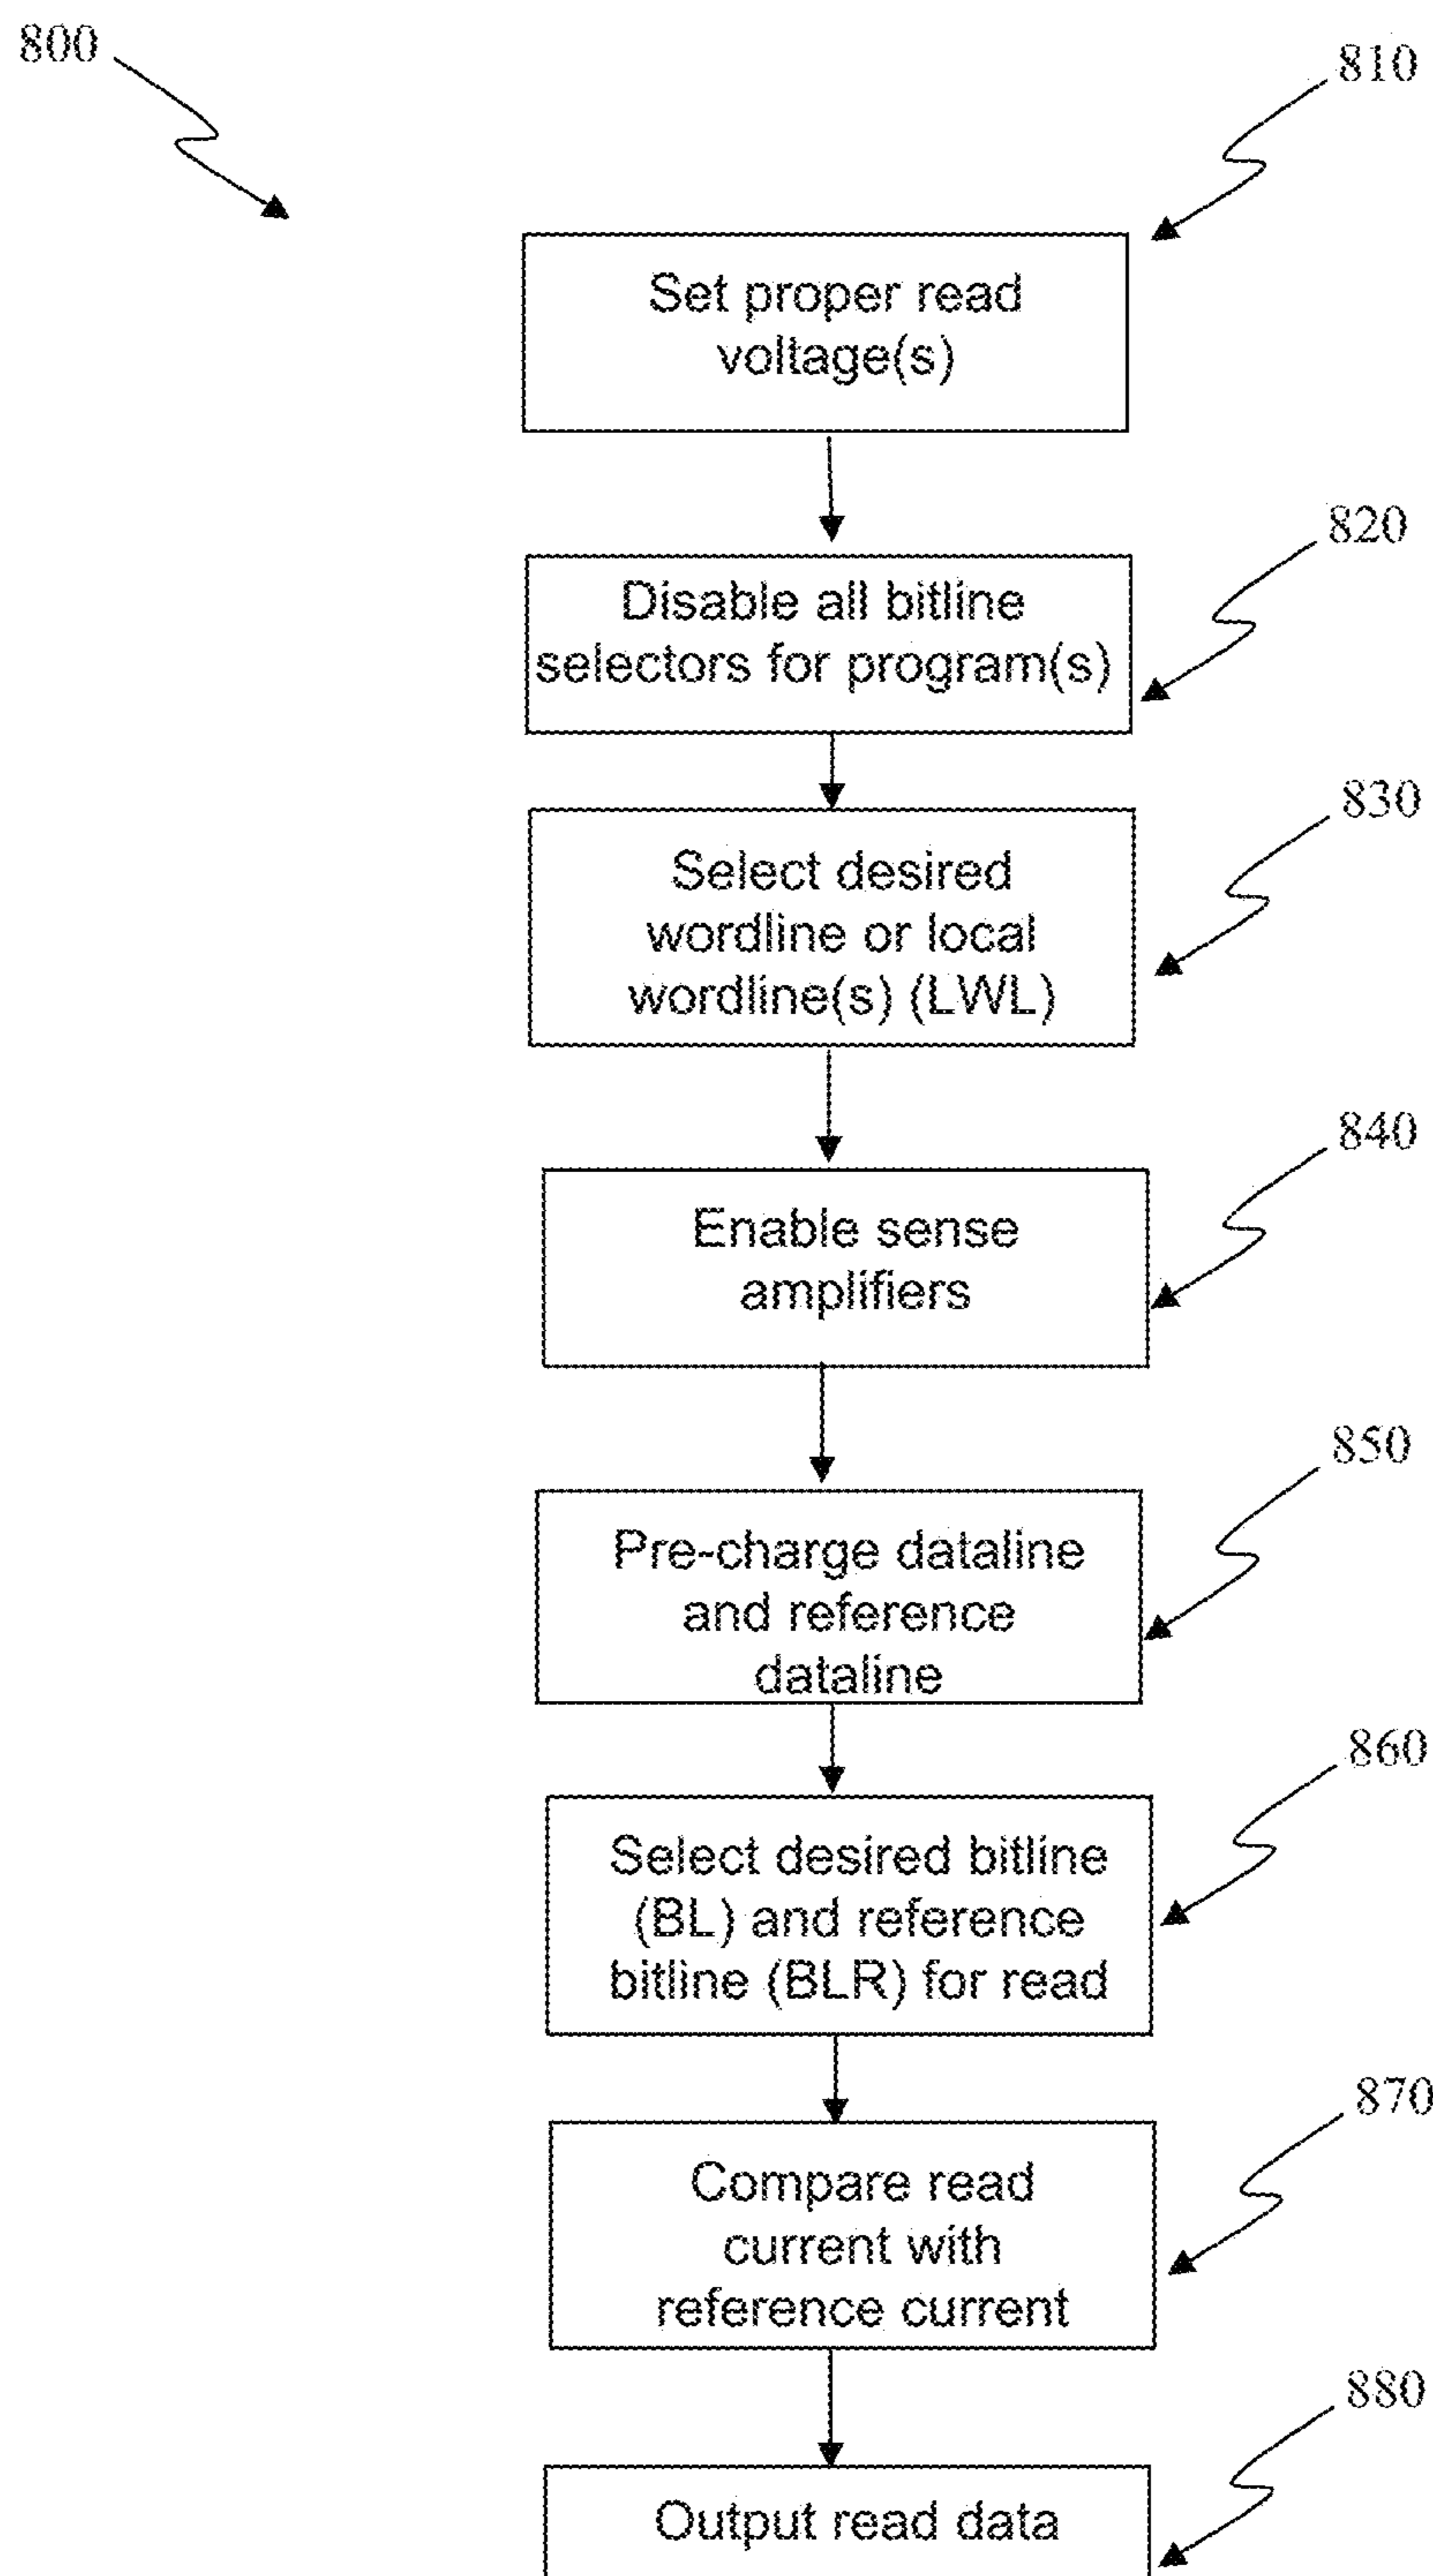 800
810
Set proper read
voltage(s)
820
Disable all bitline
selectors for program(s)
830
Select desired
wordline or local
wordline(s) (LWL)
840
Enable sense
amplifiers
850
Pre-charge dataline
and reference
dataline
860
Select desired bitline
(BL) and reference
bitline (BLR) for read
870
Compare read
current with
reference current
880
Output read data